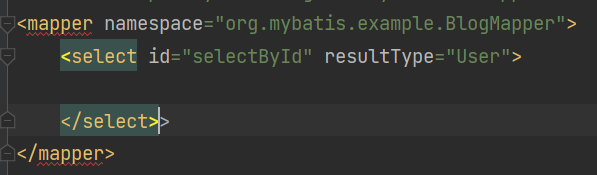 <mapper namespace="org.mybatis.example.BlogMapper">
<select id="selectById" resultType="User">
</select>>
</mapper>